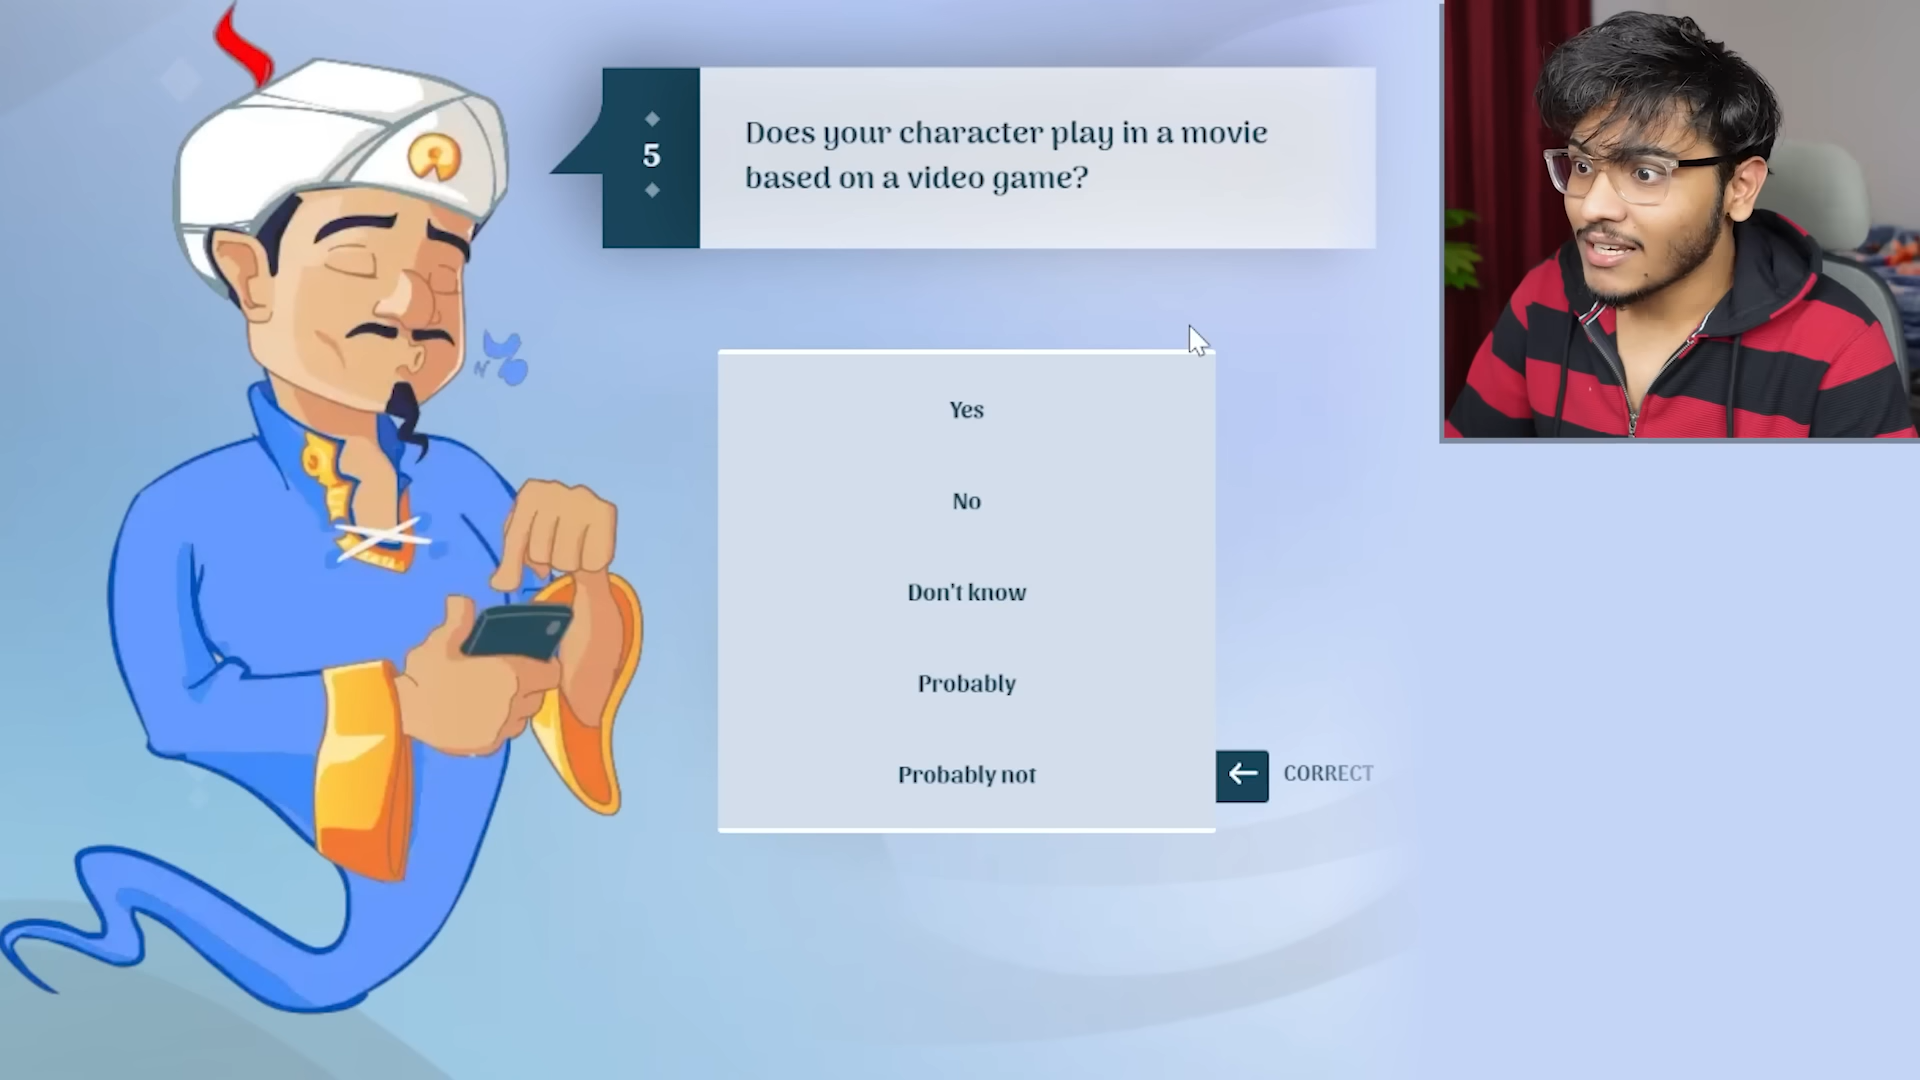 5
Does your character play in a movie
based on a video game?
Yes
No
Don't know
Probably
Probably not
CORRECT